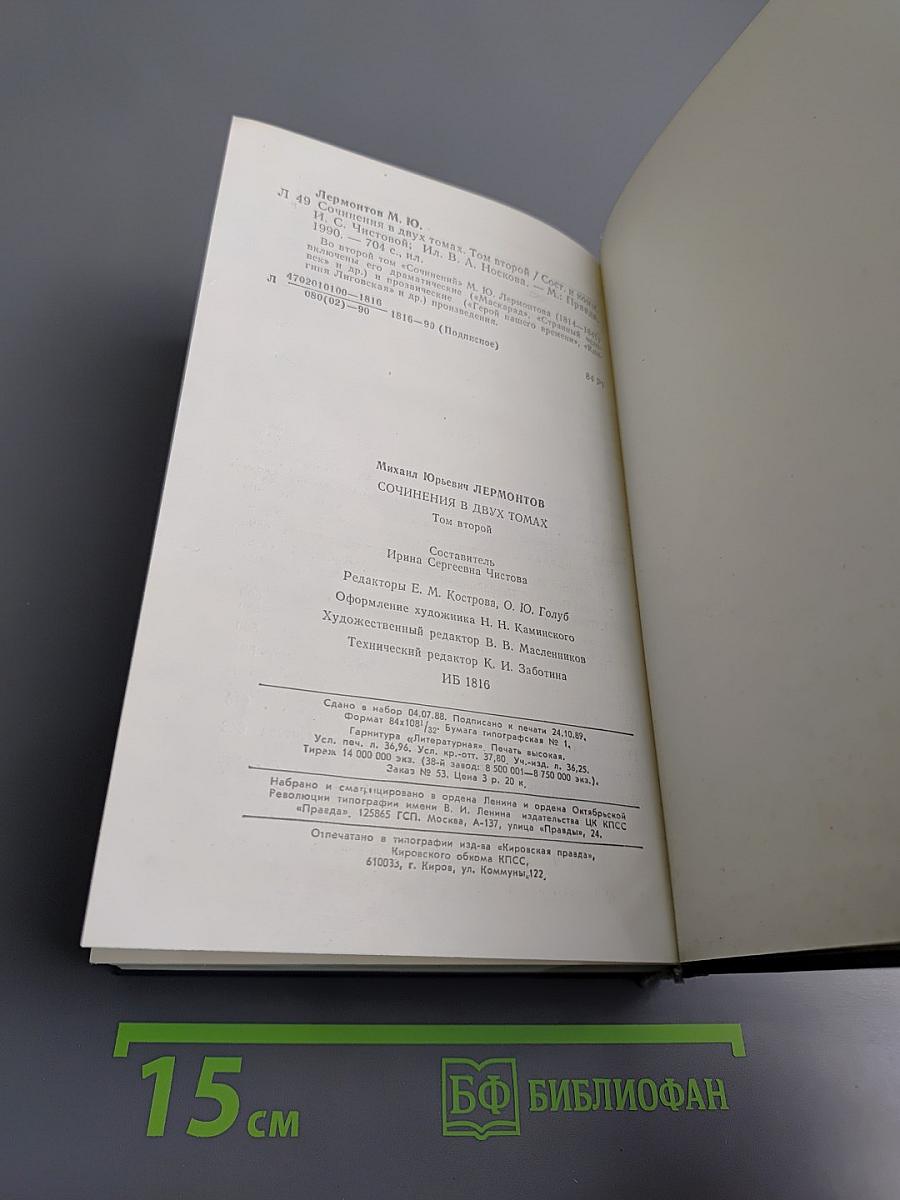 Лермонтов М. Ю.
Л 49 Сочинения в двух томах. Том второй / Сост. и комм.
И. С. Чистовой; Ил. В. А. Носкова. — М.: Правда,
1990. — 704 с., ил.
Во второй том «Сочинений» М. Ю. Лермонтова (1814—1841)
включены его драматические («Маскарад», «Странный чело-
век» и др.) и прозаические («Герой нашего времени», «Кня-
гиня Лиговская» и др.) произведения.
Л 4702010100—1816
080(02)—90 1816—90 (Подписное)
84 Р
Михаил Юрьевич ЛЕРМОНТОВ
СОЧИНЕНИЯ В ДВУХ ТОМАХ
Том второй
Составитель
Ирина Сергеевна Чистова
Редакторы Е. М. Кострова, О. Ю. Голуб
Оформление художника Н. Н. Каминского
Художественный редактор В. В. Масленников
Технический редактор К. И. Заботина
ИБ 1816
Сдано в набор 04.07.88. Подписано к печати 24.10.89.
Формат 84х108¹/₃₂. Бумага типографская № 1.
Гарнитура «Литературная». Печать высокая.
Усл. печ. л. 36,96. Усл. кр.-отт. 37,80. Уч.-изд. л. 36,25.
Тираж 14 000 000 экз. (38-й завод: 8 500 001—8 750 000 экз.).
Заказ № 53. Цена 3 р. 20 к.
Набрано и сматрицировано в ордена Ленина и ордена Октябрьской
Революции типографии имени В. И. Ленина издательства ЦК КПСС
«Правда». 125865 ГСП. Москва, А-137, улица «Правды», 24.
Отпечатано в типографии изд-ва «Кировская правда»,
Кировского обкома КПСС,
610035, г. Киров, ул. Коммуны, 122.
15 см
БФ БИБЛИОФАН